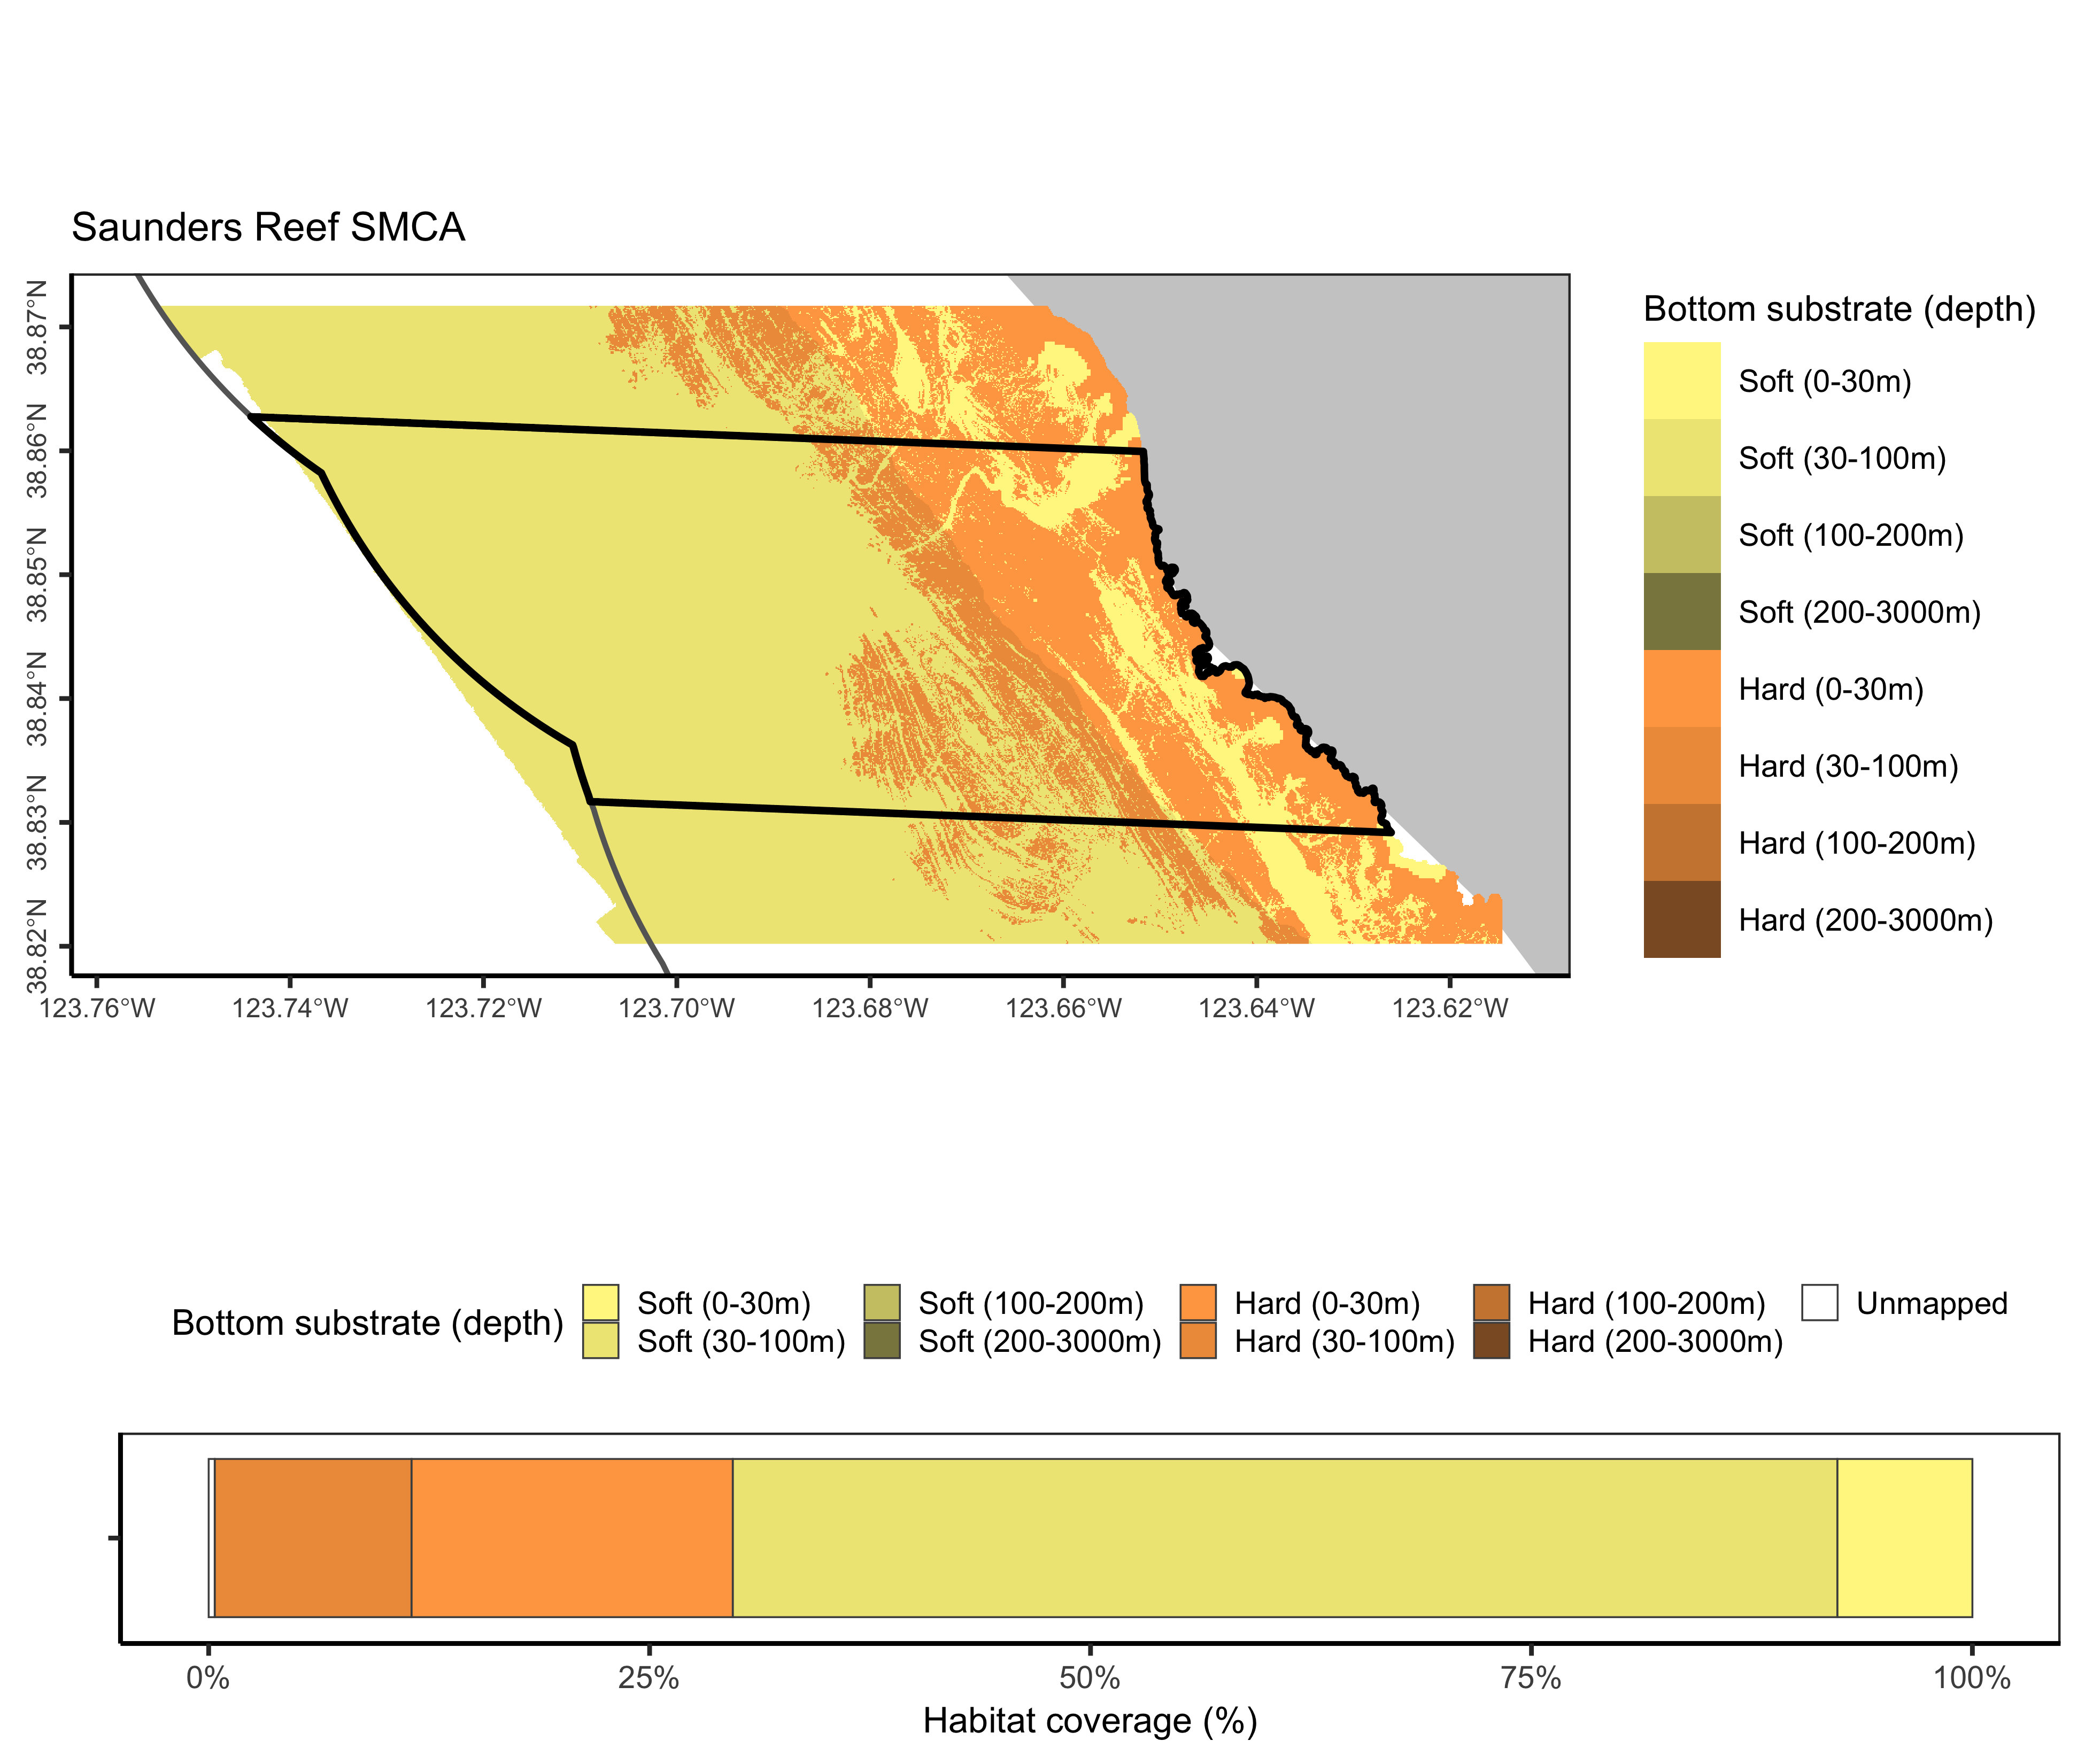 Saunders Reef SMCA
38.87°N
38.86°N
38.85°N
38.84°N
38.83°N
38.82°N
123.76°W
123.74°W
123.72°W
123.70°W
123.68°W
123.66°W
123.64°W
123.62°W
Bottom substrate (depth)
Soft (0-30m)
Soft (30-100m)
Soft (100-200m)
Soft (200-3000m)
Hard (0-30m)
Hard (30-100m)
Hard (100-200m)
Hard (200-3000m)
Bottom substrate (depth)
Soft (0-30m)
Soft (30-100m)
Soft (100-200m)
Soft (200-3000m)
Hard (0-30m)
Hard (30-100m)
Hard (100-200m)
Hard (200-3000m)
Unmapped
0%
25%
50%
75%
100%
Habitat coverage (%)